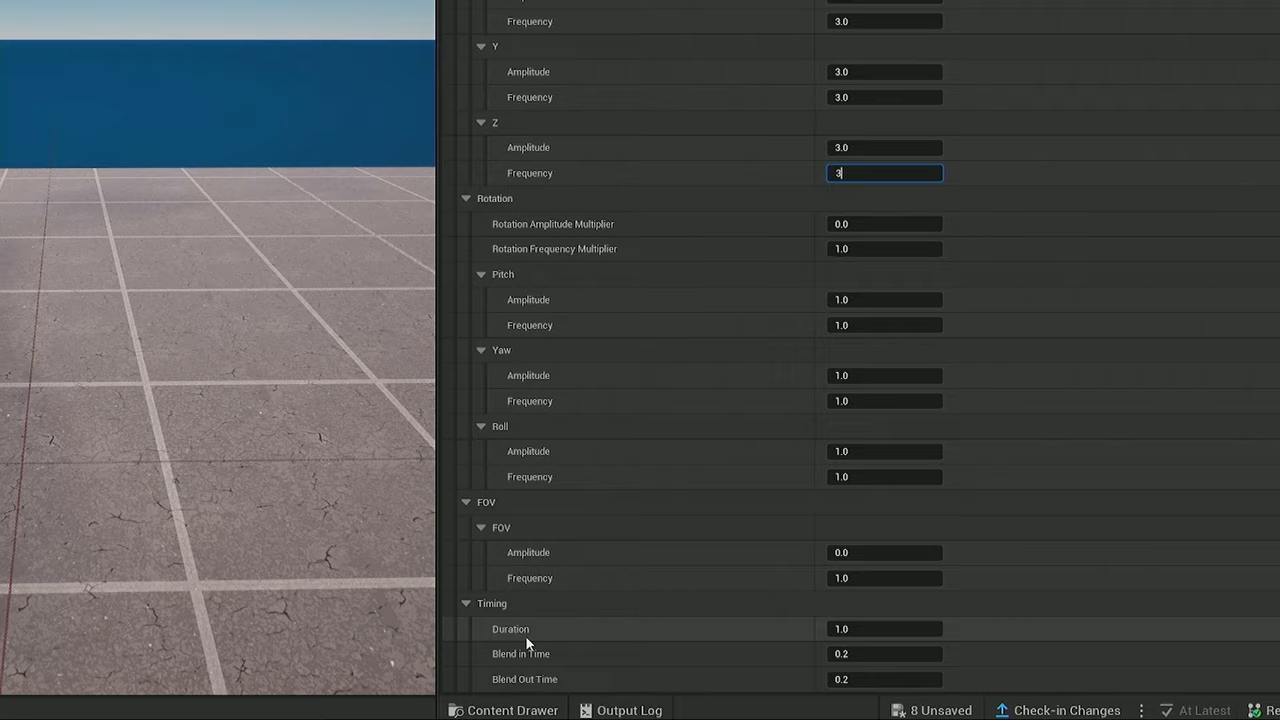 Frequency 3.0
Y
Amplitude 3.0
Frequency 3.0
Z
Amplitude 3.0
Frequency 3
Rotation
Rotation Amplitude Multiplier 0.0
Rotation Frequency Multiplier 1.0
Pitch
Amplitude 1.0
Frequency 1.0
Yaw
Amplitude 1.0
Frequency 1.0
Roll
Amplitude 1.0
Frequency 1.0
FOV
FOV
Amplitude 0.0
Frequency 1.0
Timing
Duration 1.0
Blend in Time 0.2
Blend Out Time 0.2
Content Drawer Output Log 8 Unsaved Check-in Changes At Latest Re